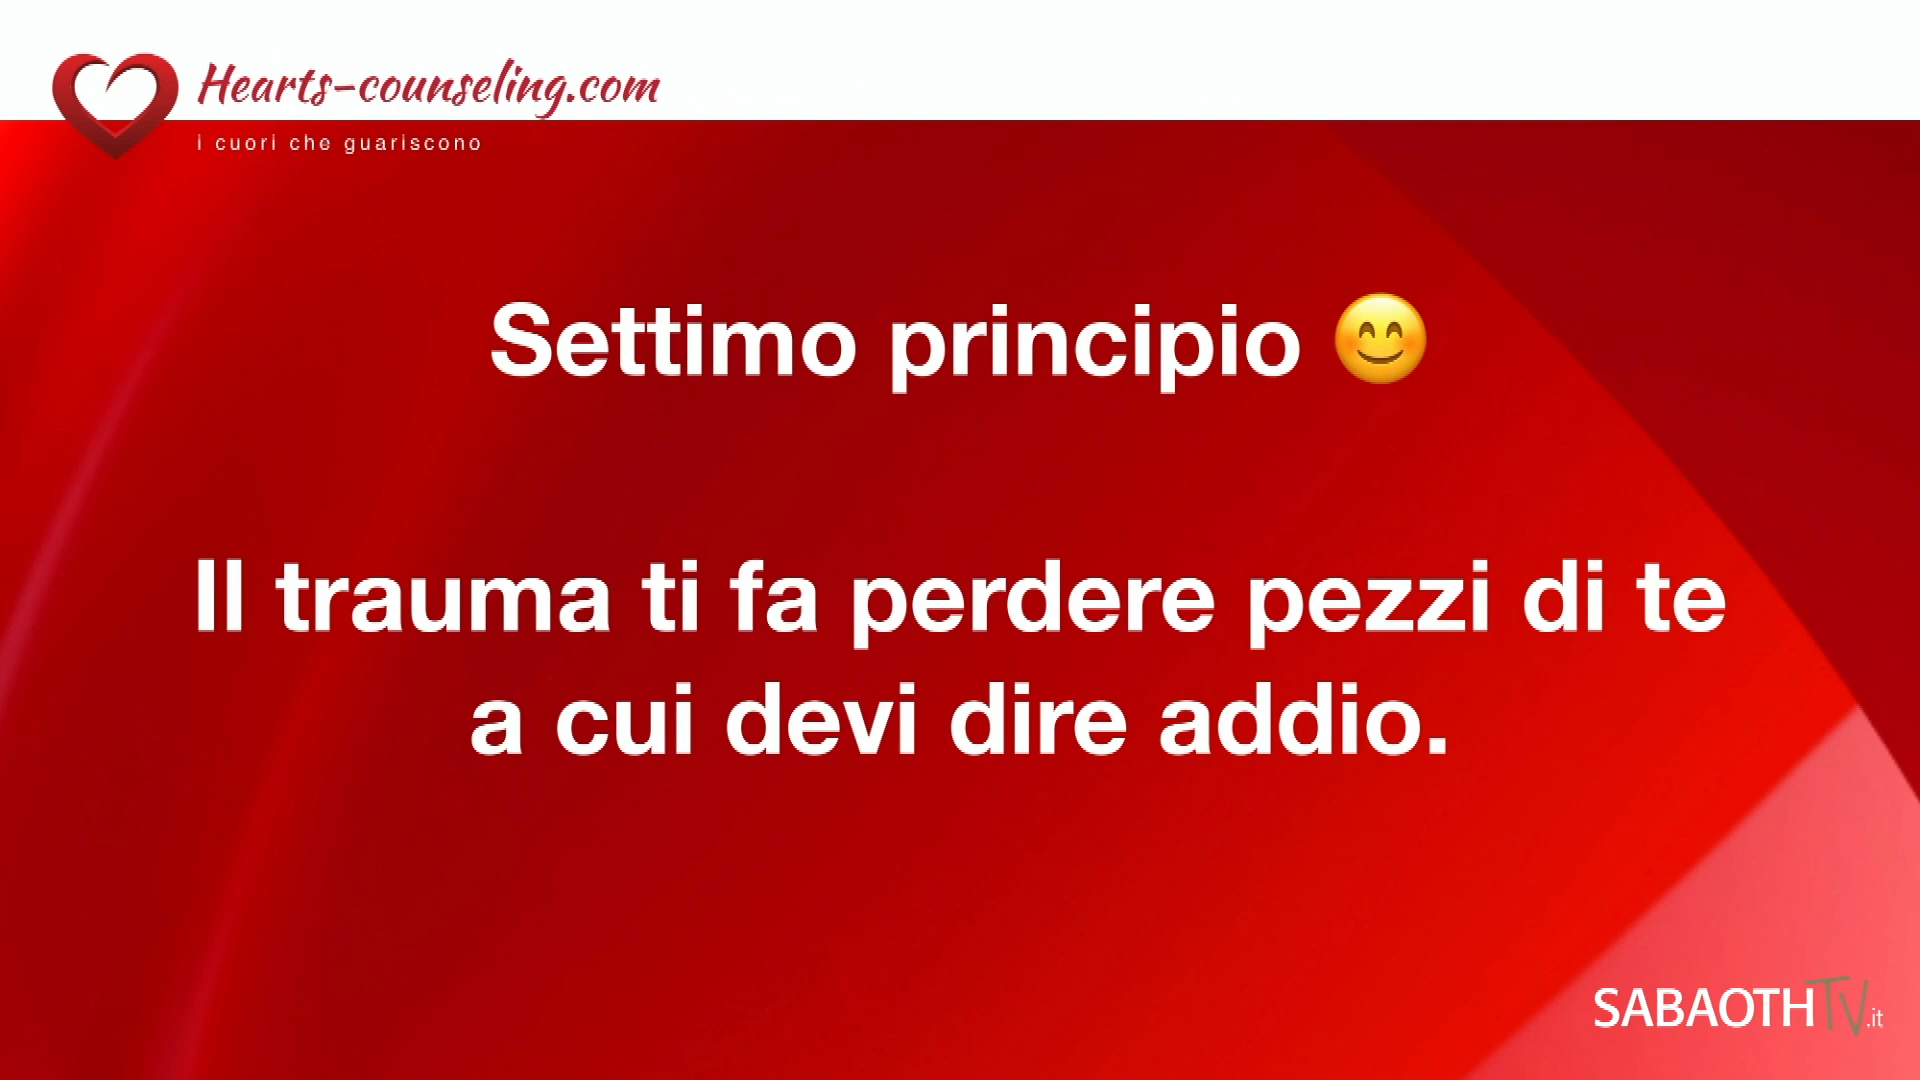 Hearts-counseling.com
i cuori che guariscono
Settimo principio 😊
Il trauma ti fa perdere pezzi di te
a cui devi dire addio.
SABAOTHTV.it